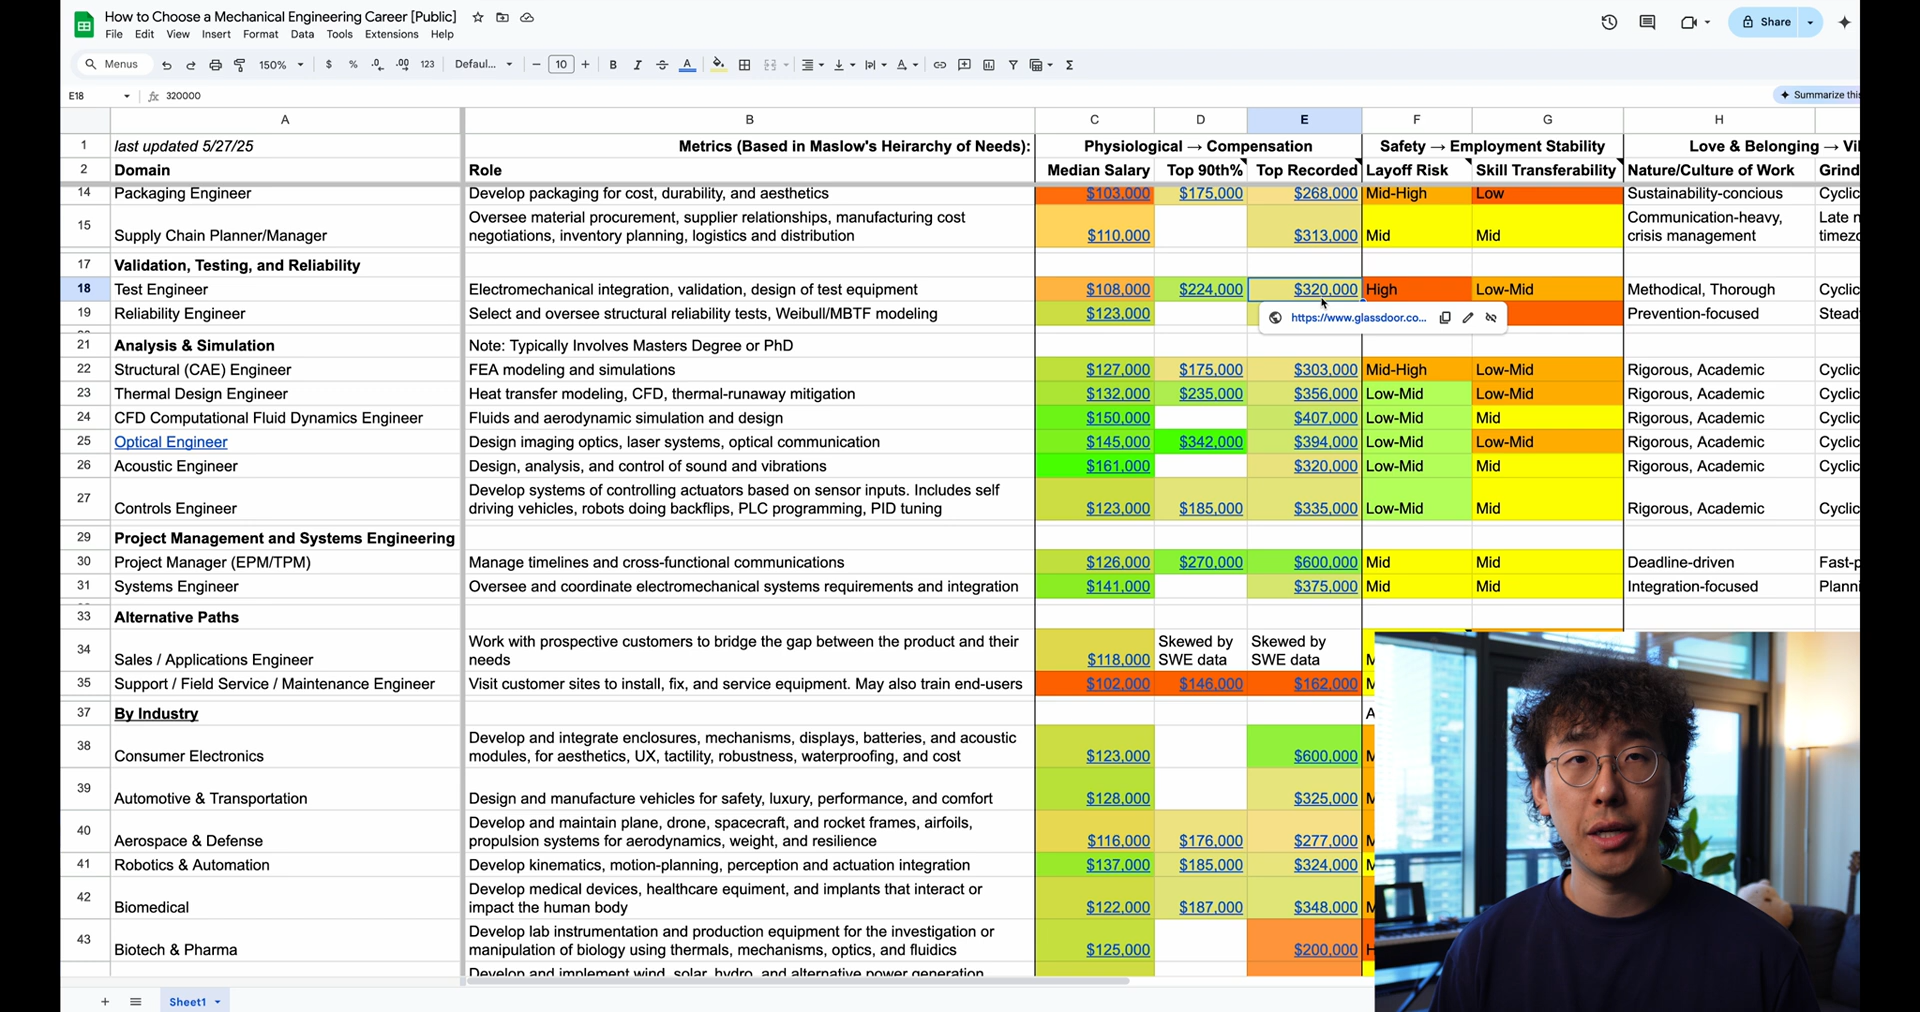 How to Choose a Mechanical Engineering Career [Public]
File Edit View Insert Format Data Tools Extensions Help
Share
Menus 150% $ % .0 .00 123 Defaul... 10 B I A
E18 320000
Summarize this
A B C D E F G H
1 last updated 5/27/25 Metrics (Based in Maslow's Heirarchy of Needs): Physiological → Compensation Safety → Employment Stability Love & Belonging → Vi
2 Domain Role Median Salary Top 90th% Top Recorded Layoff Risk Skill Transferability Nature/Culture of Work Grind
14 Packaging Engineer Develop packaging for cost, durability, and aesthetics $103,000 $175,000 $268,000 Mid-High Low Sustainability-concious Cyclic
Oversee material procurement, supplier relationships, manufacturing cost Communication-heavy, Late n
15 Supply Chain Planner/Manager negotiations, inventory planning, logistics and distribution $110,000 $313,000 Mid Mid crisis management timezo
17 Validation, Testing, and Reliability
18 Test Engineer Electromechanical integration, validation, design of test equipment $108,000 $224,000 $320,000 High Low-Mid Methodical, Thorough Cyclic
19 Reliability Engineer Select and oversee structural reliability tests, Weibull/MBTF modeling $123,000 https://www.glassdoor.co... Prevention-focused Stead
21 Analysis & Simulation Note: Typically Involves Masters Degree or PhD
22 Structural (CAE) Engineer FEA modeling and simulations $127,000 $175,000 $303,000 Mid-High Low-Mid Rigorous, Academic Cyclic
23 Thermal Design Engineer Heat transfer modeling, CFD, thermal-runaway mitigation $132,000 $235,000 $356,000 Low-Mid Low-Mid Rigorous, Academic Cyclic
24 CFD Computational Fluid Dynamics Engineer Fluids and aerodynamic simulation and design $150,000 $407,000 Low-Mid Mid Rigorous, Academic Cyclic
25 Optical Engineer Design imaging optics, laser systems, optical communication $145,000 $342,000 $394,000 Low-Mid Low-Mid Rigorous, Academic Cyclic
26 Acoustic Engineer Design, analysis, and control of sound and vibrations $161,000 $320,000 Low-Mid Mid Rigorous, Academic Cyclic
Develop systems of controlling actuators based on sensor inputs. Includes self
27 Controls Engineer driving vehicles, robots doing backflips, PLC programming, PID tuning $123,000 $185,000 $335,000 Low-Mid Mid Rigorous, Academic Cyclic
29 Project Management and Systems Engineering
30 Project Manager (EPM/TPM) Manage timelines and cross-functional communications $126,000 $270,000 $600,000 Mid Mid Deadline-driven Fast-p
31 Systems Engineer Oversee and coordinate electromechanical systems requirements and integration $141,000 $375,000 Mid Mid Integration-focused Planni
33 Alternative Paths
Work with prospective customers to bridge the gap between the product and their Skewed by Skewed by
34 Sales / Applications Engineer needs $118,000 SWE data SWE data M
35 Support / Field Service / Maintenance Engineer Visit customer sites to install, fix, and service equipment. May also train end-users $102,000 $146,000 $162,000 M
37 By Industry A
Develop and integrate enclosures, mechanisms, displays, batteries, and acoustic
38 Consumer Electronics modules, for aesthetics, UX, tactility, robustness, waterproofing, and cost $123,000 $600,000 M
39 Automotive & Transportation Design and manufacture vehicles for safety, luxury, performance, and comfort $128,000 $325,000 M
Develop and maintain plane, drone, spacecraft, and rocket frames, airfoils,
40 Aerospace & Defense propulsion systems for aerodynamics, weight, and resilience $116,000 $176,000 $277,000 M
41 Robotics & Automation Develop kinematics, motion-planning, perception and actuation integration $137,000 $185,000 $324,000 M
Develop medical devices, healthcare equiment, and implants that interact or
42 Biomedical impact the human body $122,000 $187,000 $348,000 M
Develop lab instrumentation and production equipment for the investigation or
43 Biotech & Pharma manipulation of biology using thermals, mechanisms, optics, and fluidics $125,000 $200,000 H
Develop and implement wind, solar, hydro, and alternative power generation
Sheet1